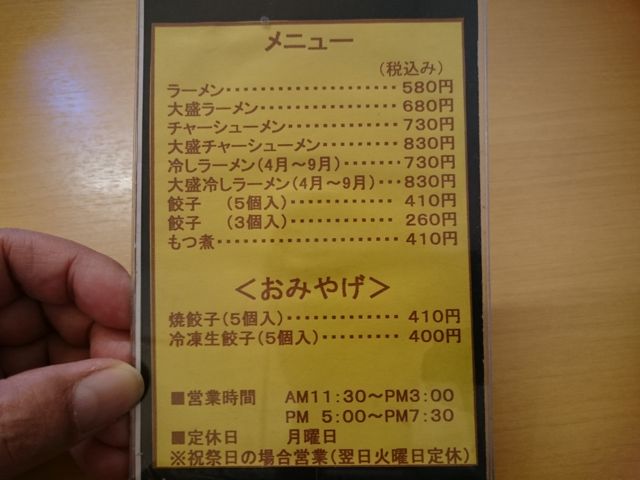 メニュー
(税込み)
ラーメン・・・・・・・・・・・・・・・・・・・・580円
大盛ラーメン・・・・・・・・・・・・・・・・680円
チャーシューメン・・・・・・・・・・・・・730円
大盛チャーシューメン・・・・・・・・・830円
冷しラーメン(4月～9月)・・・・・・・730円
大盛冷しラーメン(4月～9月)・・・830円
餃子 (5個入)・・・・・・・・・・・・ 410円
餃子 (3個入)・・・・・・・・・・・・ 260円
もつ煮・・・・・・・・・・・・・・・・・・・・・410円
＜おみやげ＞
焼餃子(5個入)・・・・・・・・・・・・・ 410円
冷凍生餃子(5個入)・・・・・・・・・ 400円
■営業時間 AM11:30～PM3:00
PM 5:00～PM7:30
■定休日 月曜日
※祝祭日の場合営業(翌日火曜日定休)